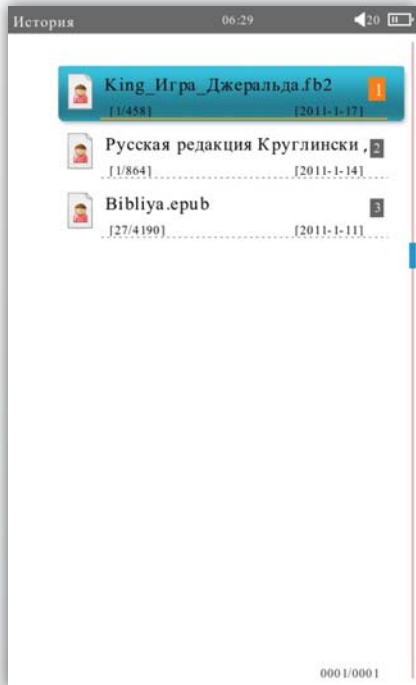 История 06:29 20
King_Игра_Джеральда.fb2 1
[1/458] [2011-1-17]
Русская редакция Круглински , 2
[1/864] [2011-1-14]
Bibliya.epub 3
[27/4190] [2011-1-11]
0001/0001